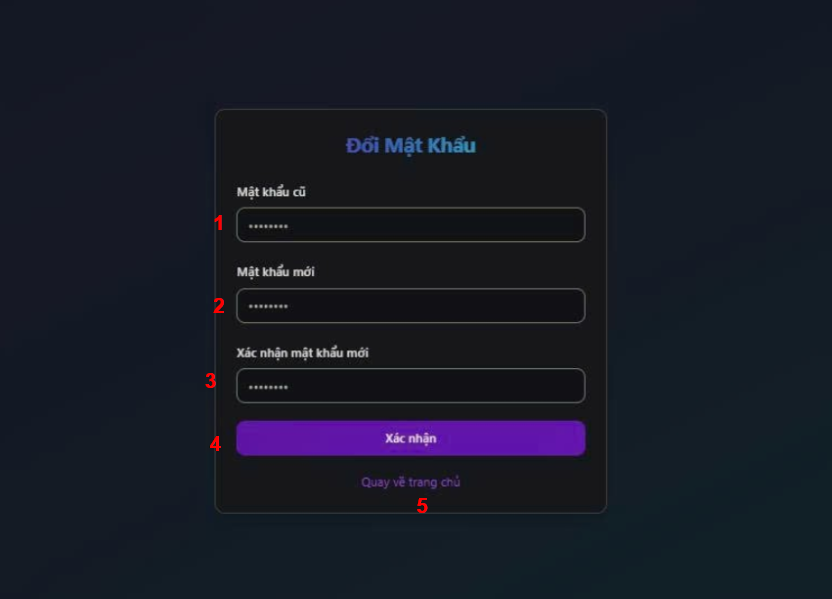 Đổi Mật Khẩu
Mật khẩu cũ
1 ••••••••
Mật khẩu mới
2 ••••••••
Xác nhận mật khẩu mới
3 ••••••••
4 Xác nhận
Quay về trang chủ
5